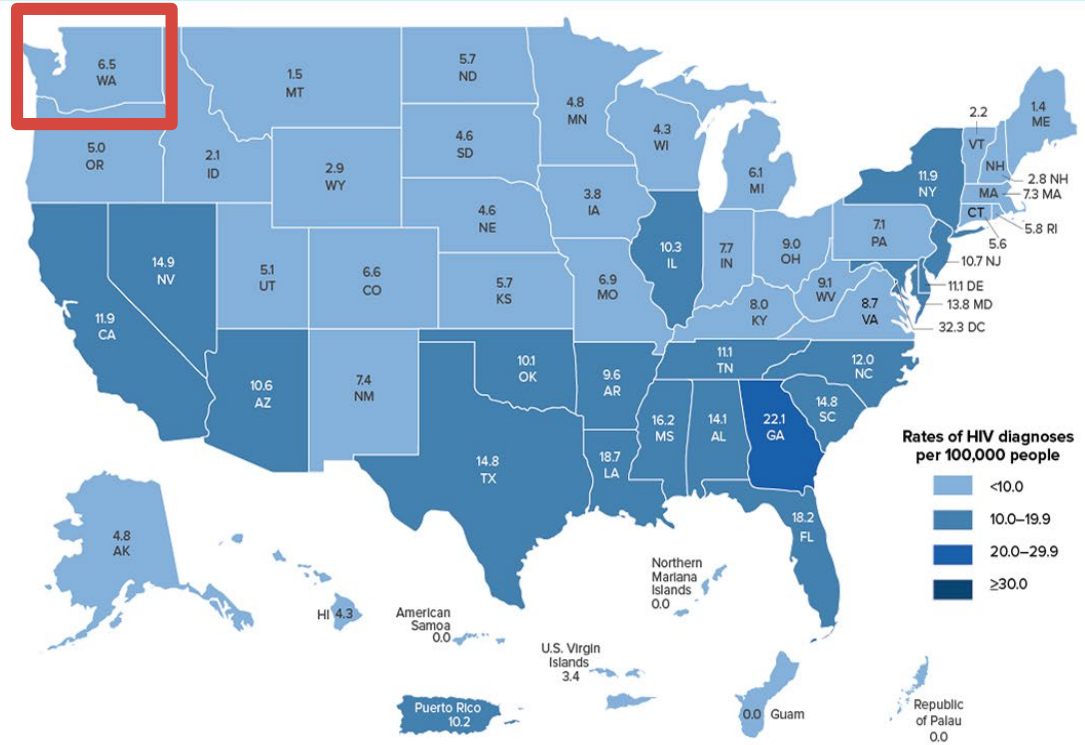 6.5
WA
1.5
MT
5.7
ND
4.8
MN
4.3
WI
6.1
MI
2.2
VT
NH
1.4
ME
2.8 NH
MA
7.3 MA
CT
5.8 RI
5.6
11.9
NY
5.0
OR
2.1
ID
2.9
WY
4.6
SD
3.8
IA
4.6
NE
7.1
PA
10.7 NJ
11.1 DE
13.8 MD
32.3 DC
14.9
NV
5.1
UT
6.6
CO
5.7
KS
6.9
MO
10.3
IL
7.7
IN
9.0
OH
9.1
WV
8.7
VA
8.0
KY
11.9
CA
10.6
AZ
7.4
NM
10.1
OK
9.6
AR
11.1
TN
12.0
NC
14.8
SC
14.8
TX
18.7
LA
16.2
MS
14.1
AL
22.1
GA
18.2
FL
Rates of HIV diagnoses
per 100,000 people
<10.0
10.0–19.9
20.0–29.9
≥30.0
4.8
AK
HI 4.3
American
Samoa
0.0
Northern
Mariana
Islands
0.0
U.S. Virgin
Islands
3.4
Puerto Rico
10.2
0.0 Guam
Republic
of Palau
0.0